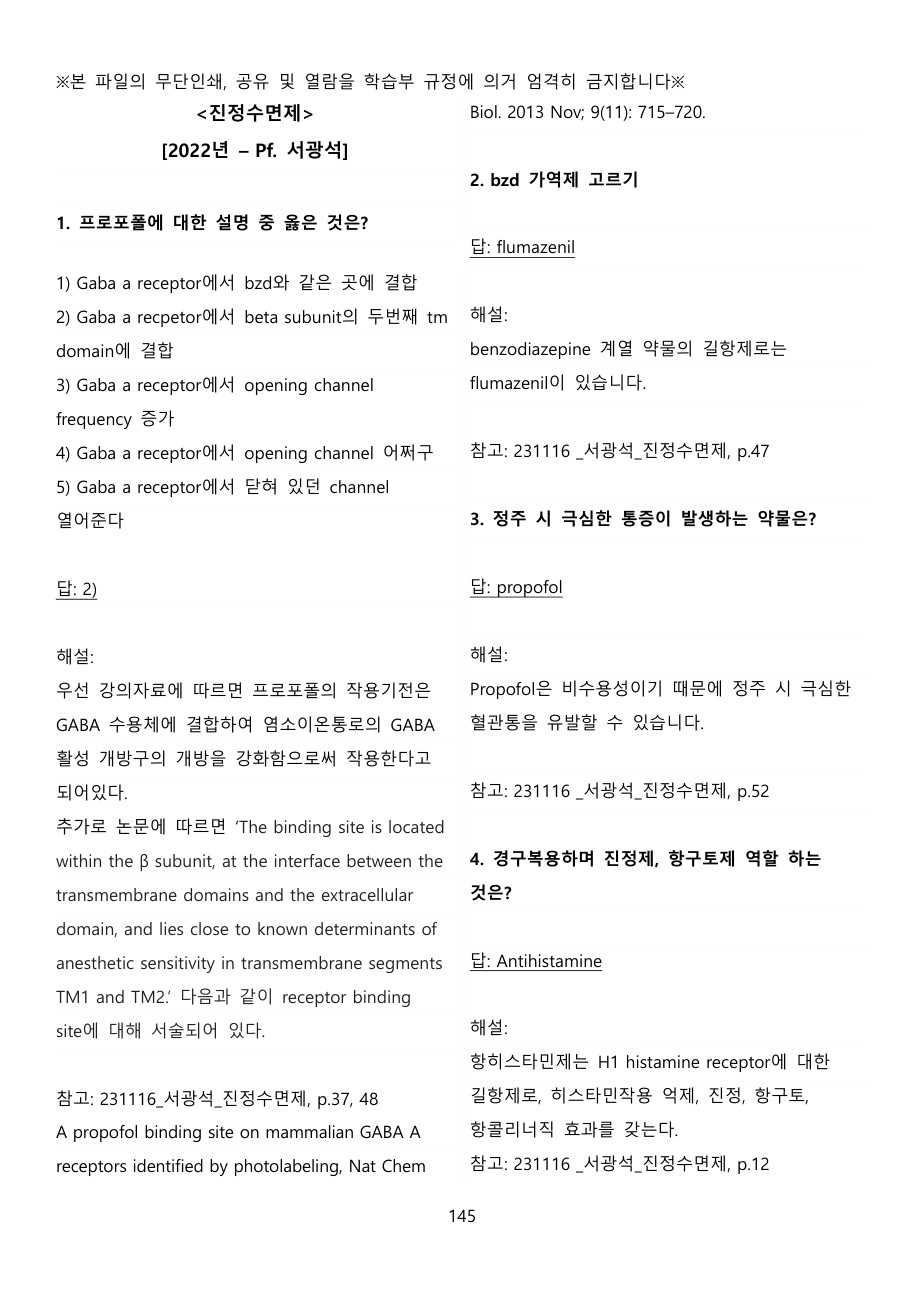 ※본 파일의 무단인쇄, 공유 및 열람을 학습부 규정에 의거 엄격히 금지합니다※
<진정수면제>
[2022년 – Pf. 서광석]
1. 프로포폴에 대한 설명 중 옳은 것은?
1) Gaba a receptor에서 bzd와 같은 곳에 결합
2) Gaba a recpetor에서 beta subunit의 두번째 tm
domain에 결합
3) Gaba a receptor에서 opening channel
frequency 증가
4) Gaba a receptor에서 opening channel 어쩌구
5) Gaba a receptor에서 닫혀 있던 channel
열어준다
답: 2)
해설:
우선 강의자료에 따르면 프로포폴의 작용기전은
GABA 수용체에 결합하여 염소이온통로의 GABA
활성 개방구의 개방을 강화함으로써 작용한다고
되어있다.
추가로 논문에 따르면 ‘The binding site is located
within the β subunit, at the interface between the
transmembrane domains and the extracellular
domain, and lies close to known determinants of
anesthetic sensitivity in transmembrane segments
TM1 and TM2.’ 다음과 같이 receptor binding
site에 대해 서술되어 있다.
참고: 231116_서광석_진정수면제, p.37, 48
A propofol binding site on mammalian GABA A
receptors identified by photolabeling, Nat Chem
Biol. 2013 Nov; 9(11): 715–720.
2. bzd 가역제 고르기
답: flumazenil
해설:
benzodiazepine 계열 약물의 길항제로는
flumazenil이 있습니다.
참고: 231116 _서광석_진정수면제, p.47
3. 정주 시 극심한 통증이 발생하는 약물은?
답: propofol
해설:
Propofol은 비수용성이기 때문에 정주 시 극심한
혈관통을 유발할 수 있습니다.
참고: 231116 _서광석_진정수면제, p.52
4. 경구복용하며 진정제, 항구토제 역할 하는
것은?
답: Antihistamine
해설:
항히스타민제는 H1 histamine receptor에 대한
길항제로, 히스타민작용 억제, 진정, 항구토,
항콜리너직 효과를 갖는다.
참고: 231116 _서광석_진정수면제, p.12
145